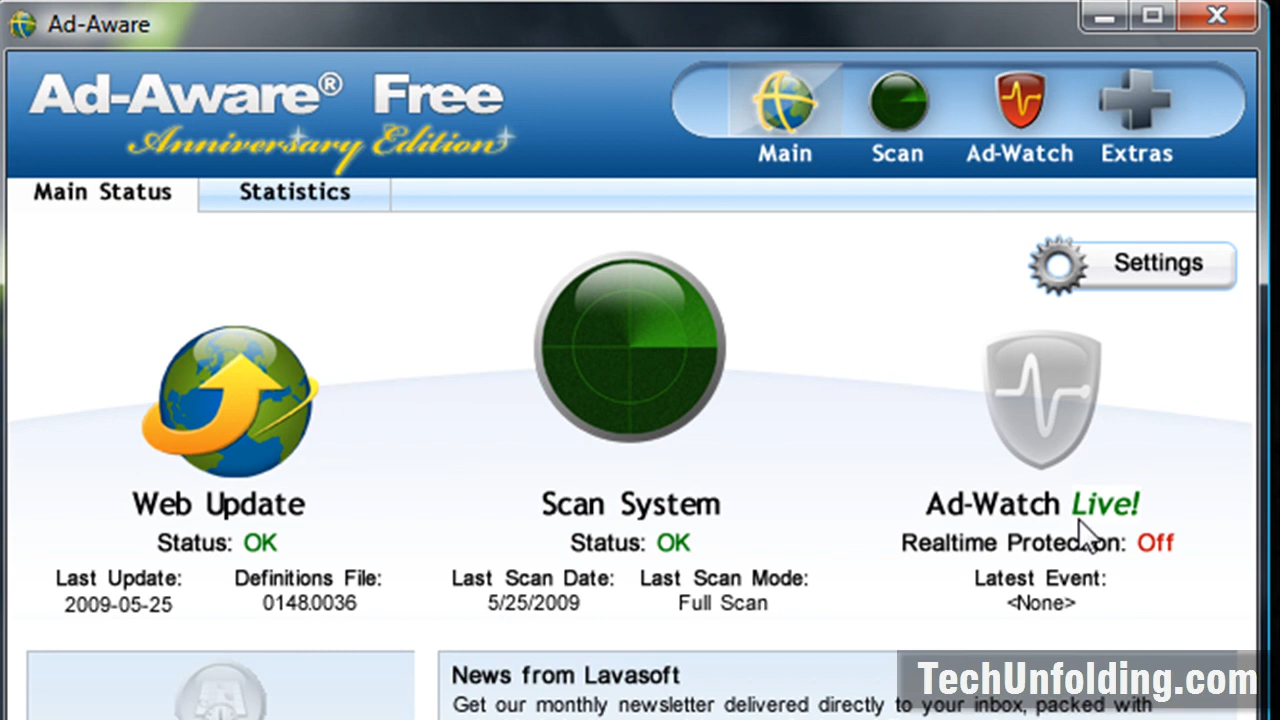 Ad-Aware
Ad-Aware® Free
Anniversary Edition
Main Scan Ad-Watch Extras
Main Status Statistics
Settings
Web Update Scan System Ad-Watch Live!
Status: OK Status: OK Realtime Protection: Off
Last Update: Definitions File: Last Scan Date: Last Scan Mode: Latest Event:
2009-05-25 0148.0036 5/25/2009 Full Scan <None>
News from Lavasoft
Get our monthly newsletter delivered directly to your inbox, packed with
TechUnfolding.com